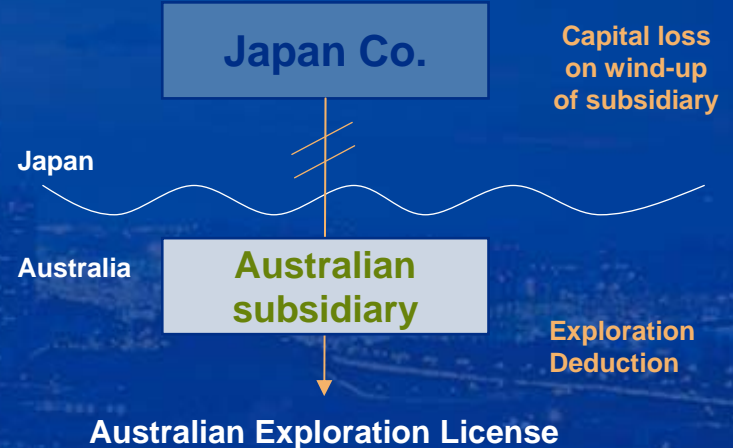 Japan Co.
Capital loss
on wind-up
of subsidiary
Japan
Australia
Australian
subsidiary
Exploration
Deduction
Australian Exploration License